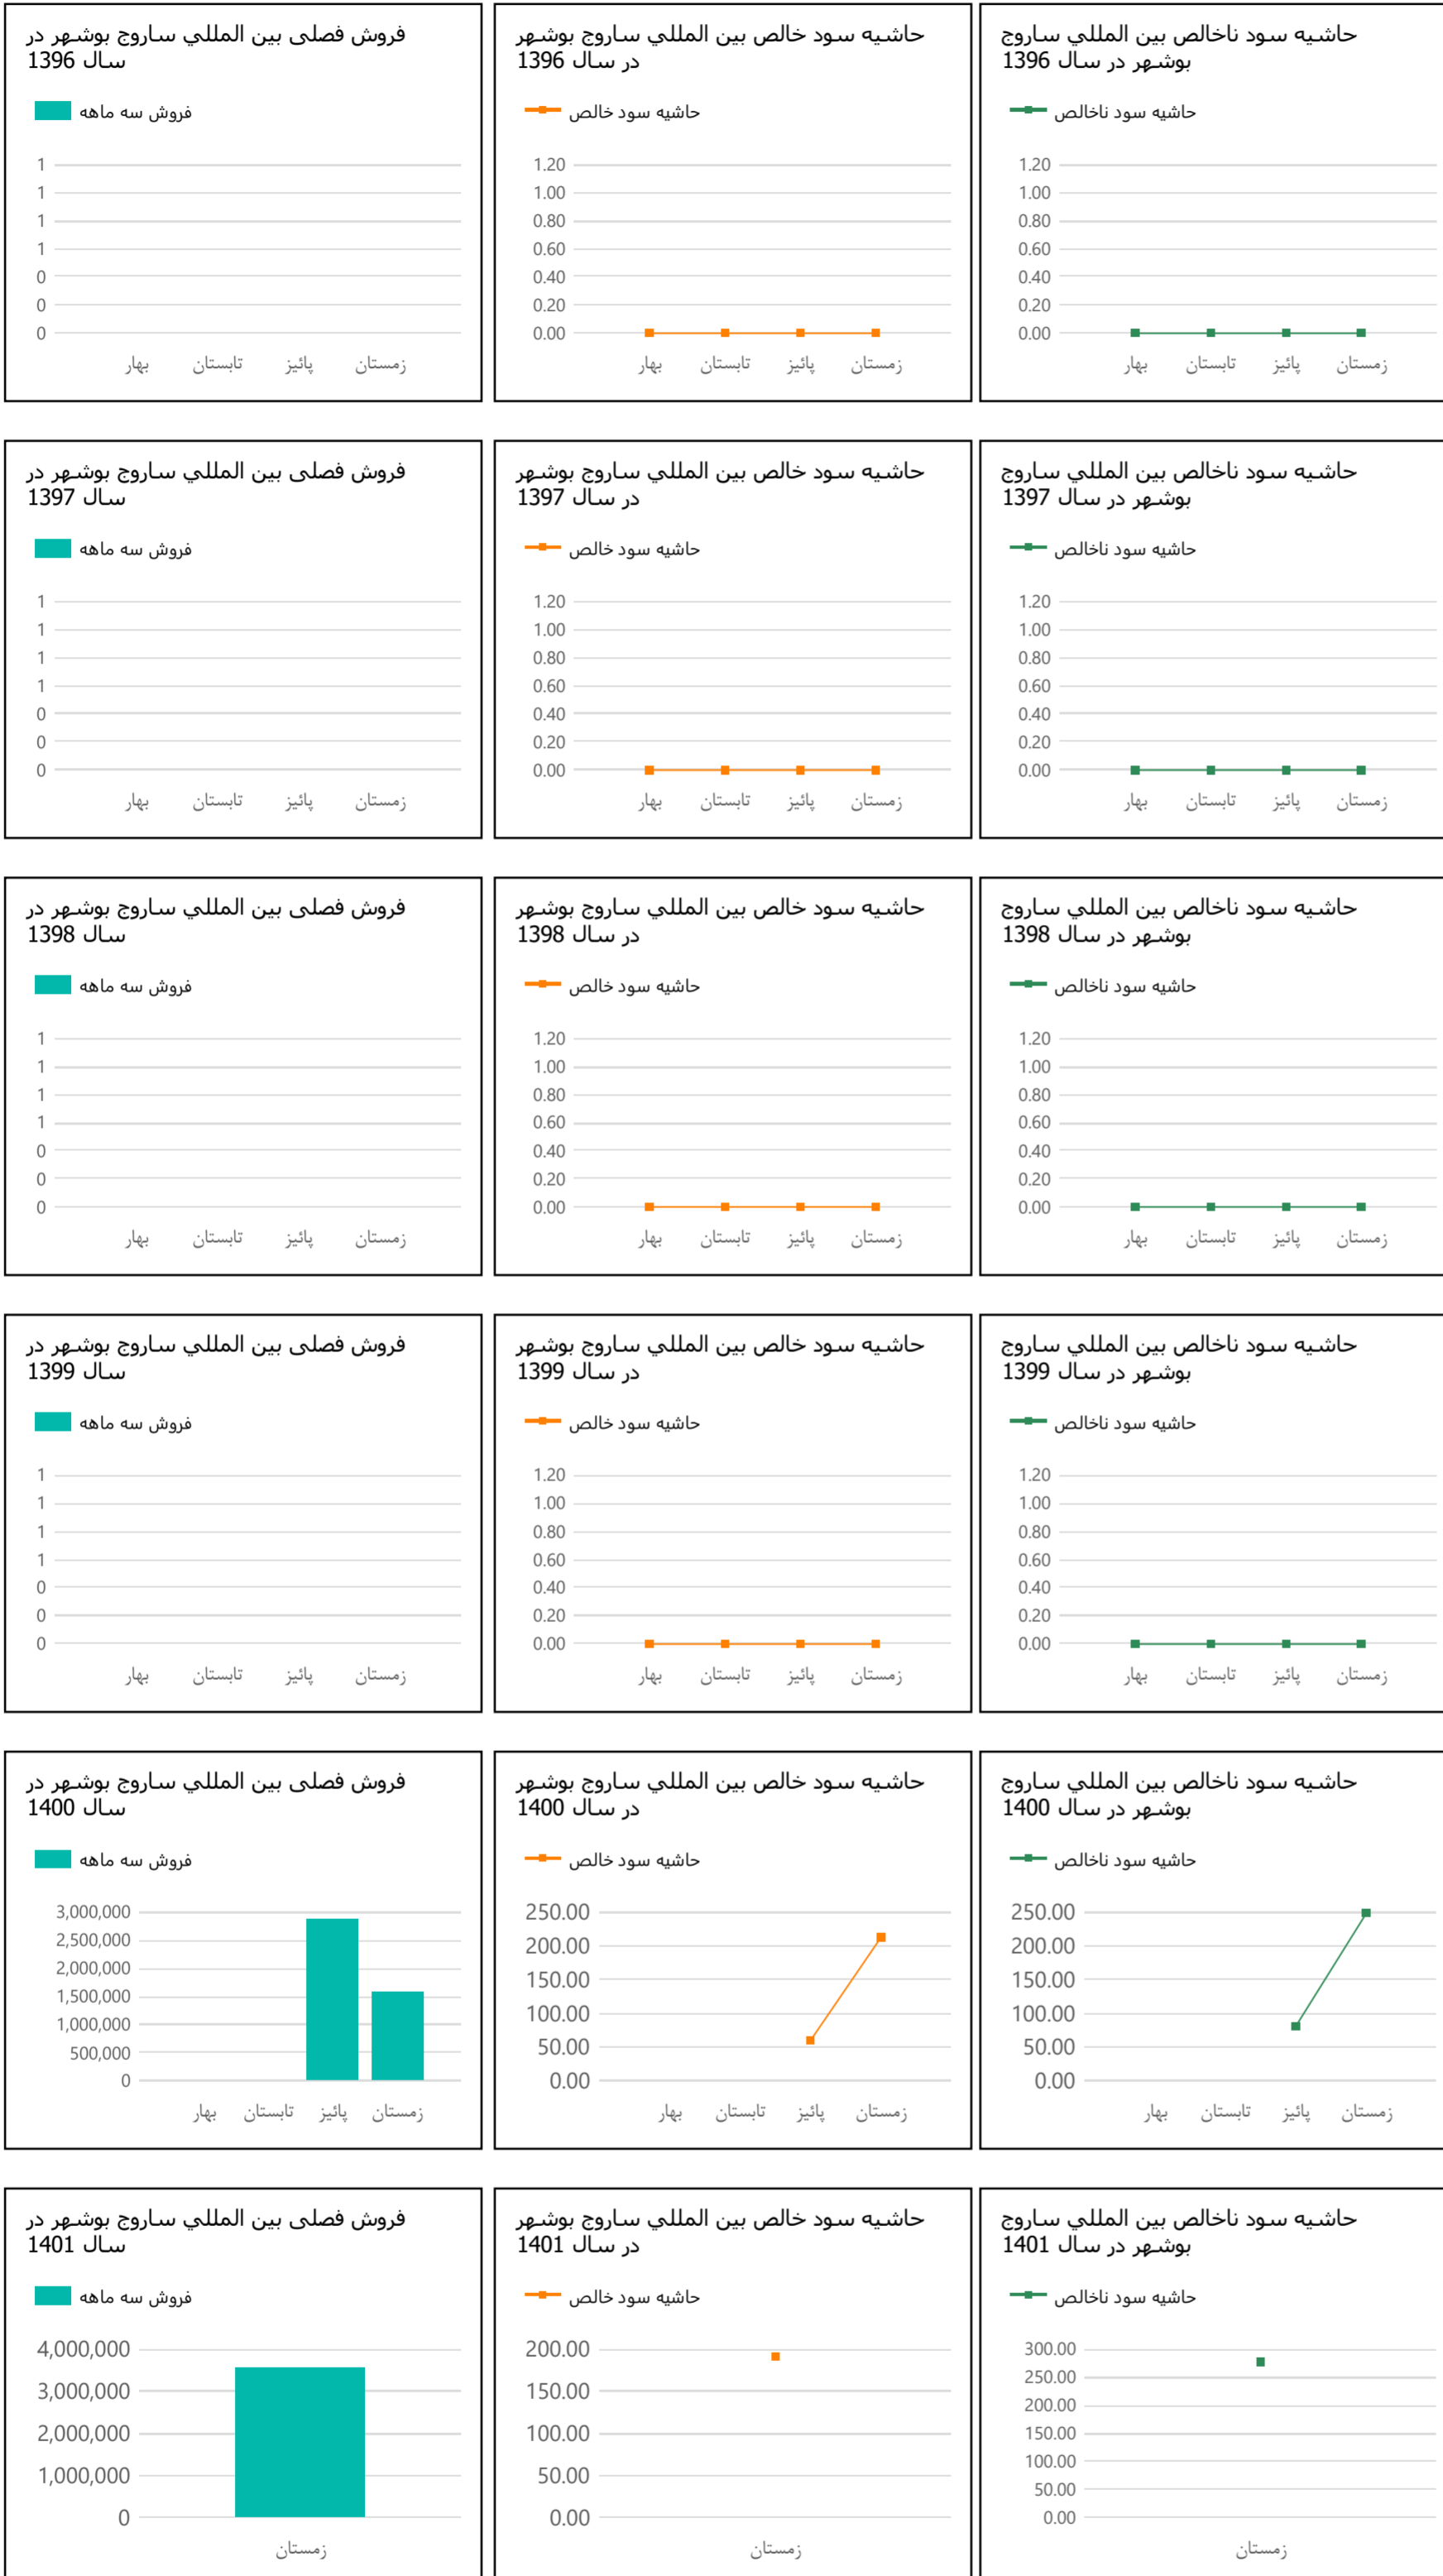 فروش فصلی بین المللي ساروج بوشهر در
سال 1396
فروش سه ماهه
1
1
1
1
0
0
0
بهار تابستان پائیز زمستان
حاشیه سود خالص بین المللي ساروج بوشهر
در سال 1396
حاشیه سود خالص
1.20
1.00
0.80
0.60
0.40
0.20
0.00
بهار تابستان پائیز زمستان
حاشیه سود ناخالص بین المللي ساروج
بوشهر در سال 1396
حاشیه سود ناخالص
1.20
1.00
0.80
0.60
0.40
0.20
0.00
بهار تابستان پائیز زمستان
فروش فصلی بین المللي ساروج بوشهر در
سال 1397
فروش سه ماهه
1
1
1
1
0
0
0
بهار تابستان پائیز زمستان
حاشیه سود خالص بین المللي ساروج بوشهر
در سال 1397
حاشیه سود خالص
1.20
1.00
0.80
0.60
0.40
0.20
0.00
بهار تابستان پائیز زمستان
حاشیه سود ناخالص بین المللي ساروج
بوشهر در سال 1397
حاشیه سود ناخالص
1.20
1.00
0.80
0.60
0.40
0.20
0.00
بهار تابستان پائیز زمستان
فروش فصلی بین المللي ساروج بوشهر در
سال 1398
فروش سه ماهه
1
1
1
1
0
0
0
بهار تابستان پائیز زمستان
حاشیه سود خالص بین المللي ساروج بوشهر
در سال 1398
حاشیه سود خالص
1.20
1.00
0.80
0.60
0.40
0.20
0.00
بهار تابستان پائیز زمستان
حاشیه سود ناخالص بین المللي ساروج
بوشهر در سال 1398
حاشیه سود ناخالص
1.20
1.00
0.80
0.60
0.40
0.20
0.00
بهار تابستان پائیز زمستان
فروش فصلی بین المللي ساروج بوشهر در
سال 1399
فروش سه ماهه
1
1
1
1
0
0
0
بهار تابستان پائیز زمستان
حاشیه سود خالص بین المللي ساروج بوشهر
در سال 1399
حاشیه سود خالص
1.20
1.00
0.80
0.60
0.40
0.20
0.00
بهار تابستان پائیز زمستان
حاشیه سود ناخالص بین المللي ساروج
بوشهر در سال 1399
حاشیه سود ناخالص
1.20
1.00
0.80
0.60
0.40
0.20
0.00
بهار تابستان پائیز زمستان
فروش فصلی بین المللي ساروج بوشهر در
سال 1400
فروش سه ماهه
3,000,000
2,500,000
2,000,000
1,500,000
1,000,000
500,000
0
بهار تابستان پائیز زمستان
حاشیه سود خالص بین المللي ساروج بوشهر
در سال 1400
حاشیه سود خالص
250.00
200.00
150.00
100.00
50.00
0.00
بهار تابستان پائیز زمستان
حاشیه سود ناخالص بین المللي ساروج
بوشهر در سال 1400
حاشیه سود ناخالص
250.00
200.00
150.00
100.00
50.00
0.00
بهار تابستان پائیز زمستان
فروش فصلی بین المللي ساروج بوشهر در
سال 1401
فروش سه ماهه
4,000,000
3,000,000
2,000,000
1,000,000
0
زمستان
حاشیه سود خالص بین المللي ساروج بوشهر
در سال 1401
حاشیه سود خالص
200.00
150.00
100.00
50.00
0.00
زمستان
حاشیه سود ناخالص بین المللي ساروج
بوشهر در سال 1401
حاشیه سود ناخالص
300.00
250.00
200.00
150.00
100.00
50.00
0.00
زمستان